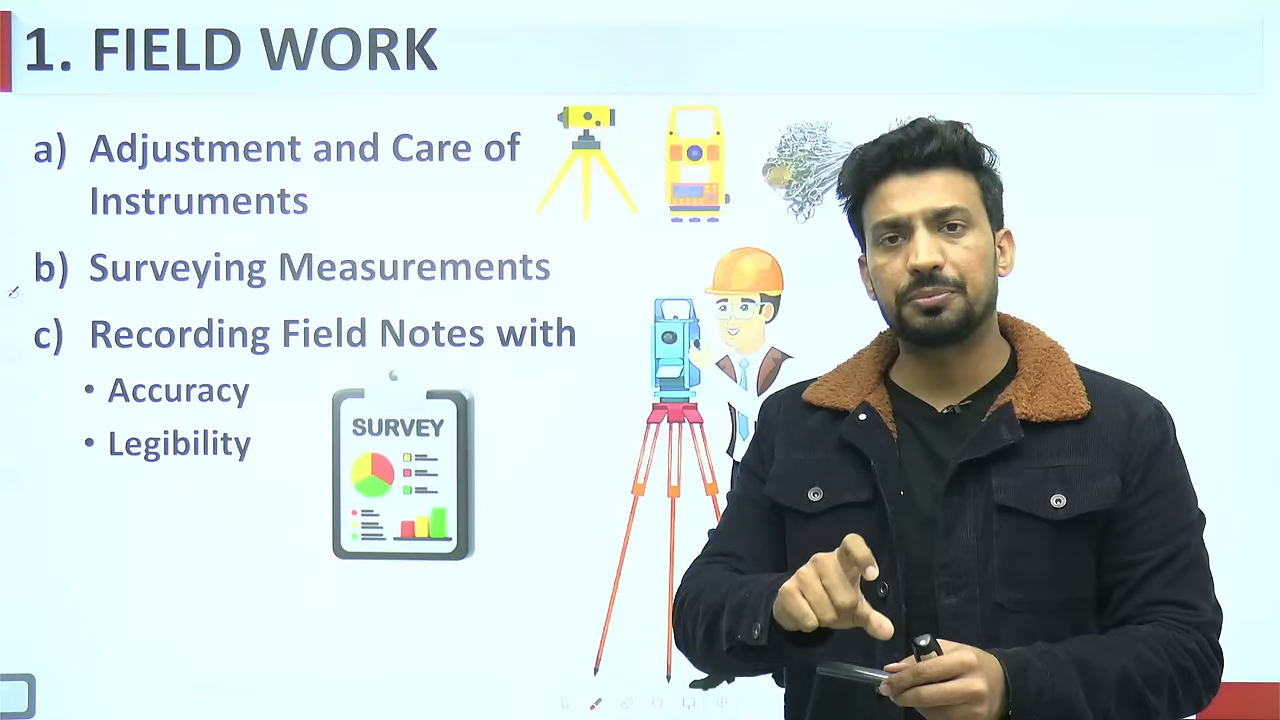 1. FIELD WORK
a) Adjustment and Care of
Instruments
b) Surveying Measurements
c) Recording Field Notes with
• Accuracy
• Legibility
SURVEY